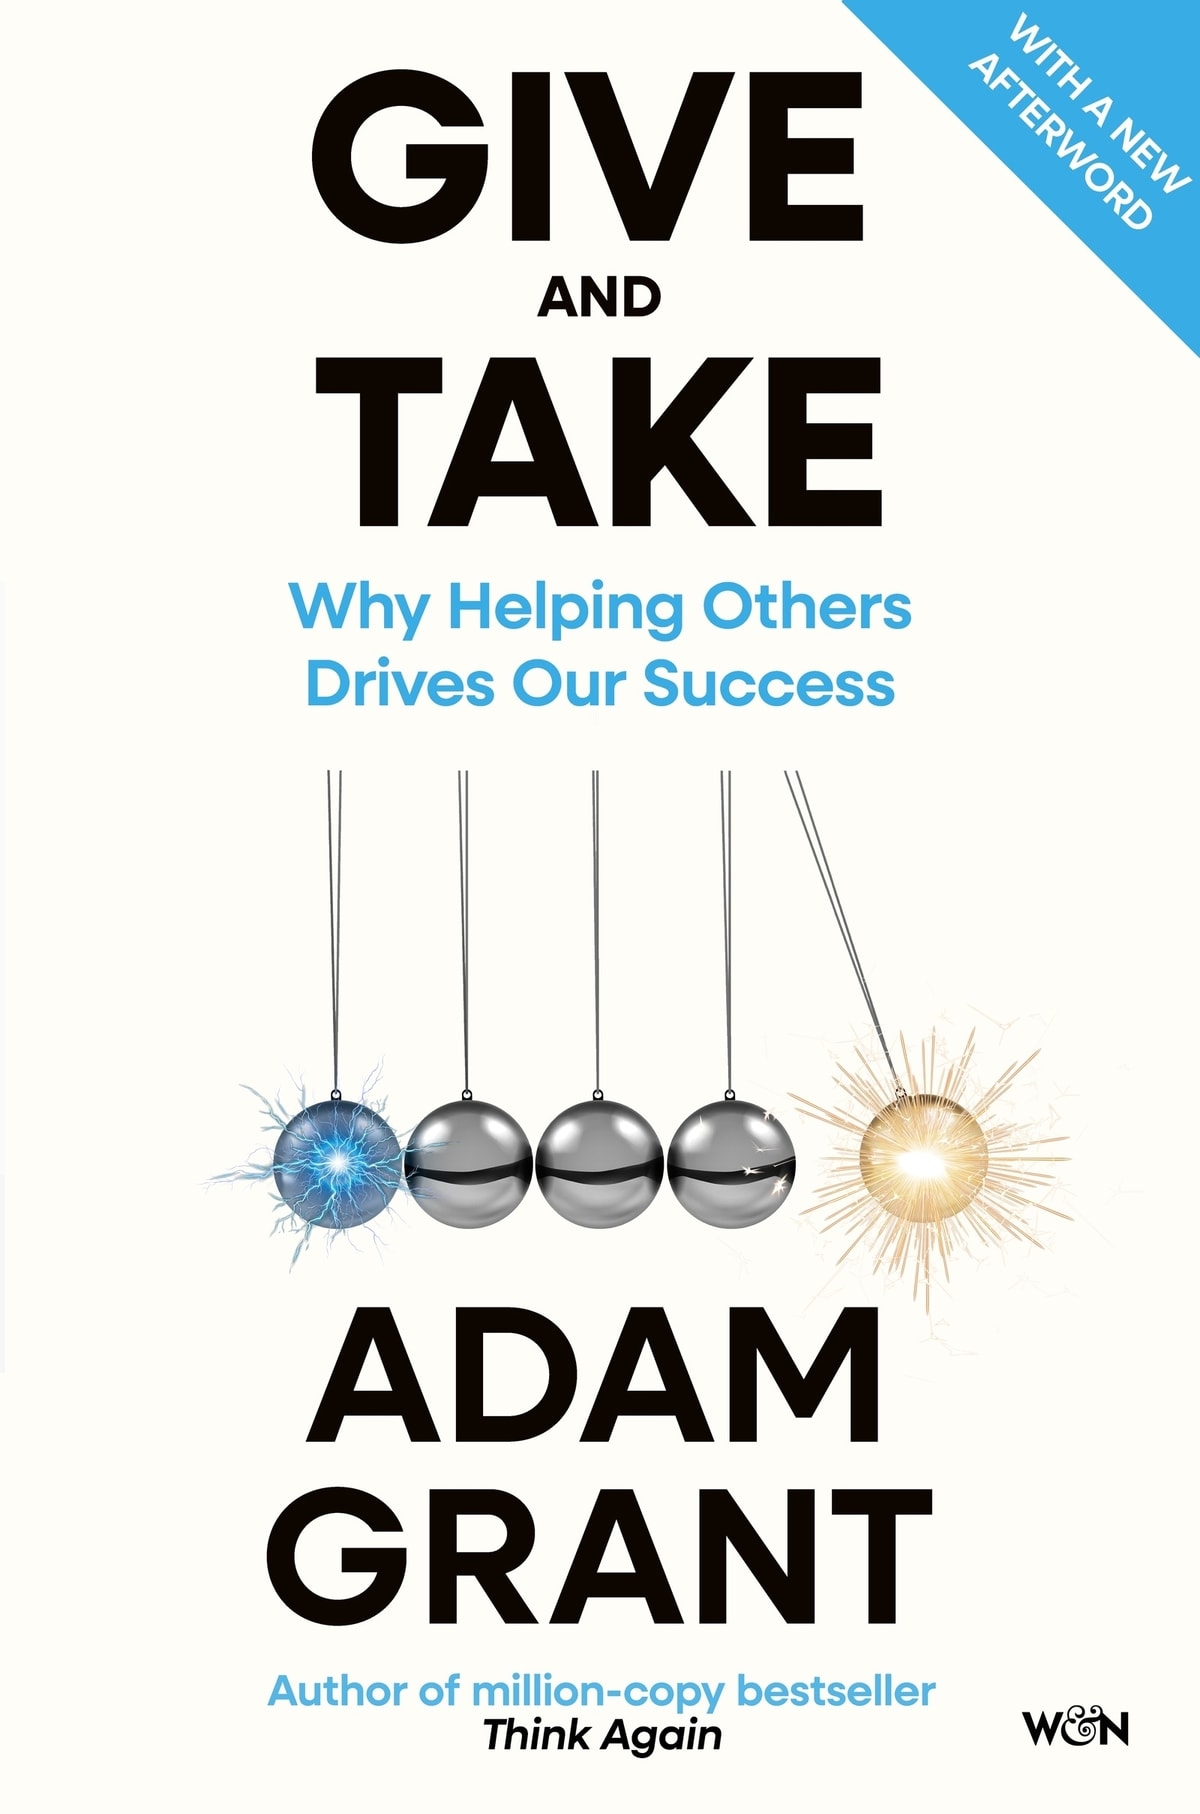 GIVE
AND
TAKE
WITH A NEW
AFTERWORD
Why Helping Others
Drives Our Success
ADAM
GRANT
Author of million-copy bestseller
Think Again
W&N